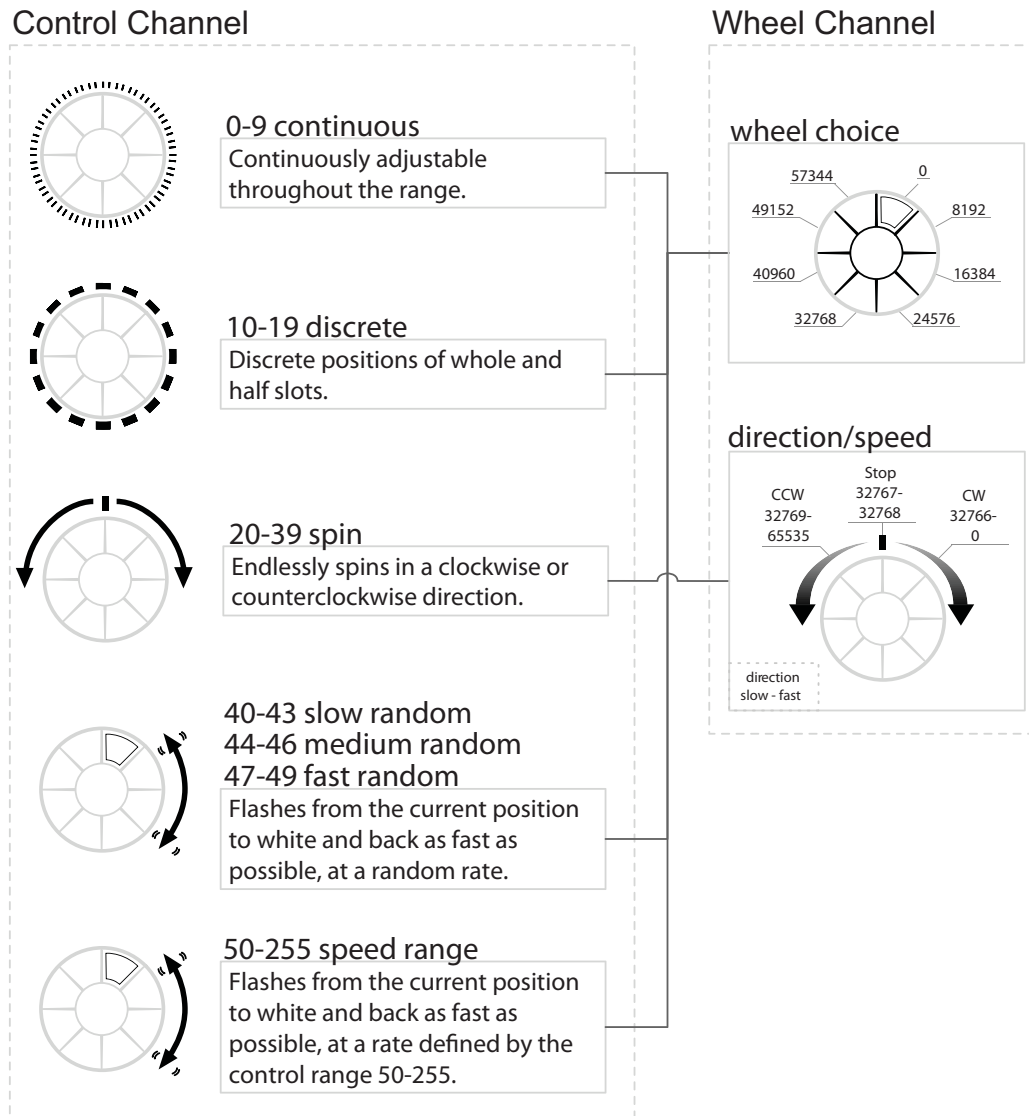 Control Channel
0-9 continuous
Continuously adjustable
throughout the range.
10-19 discrete
Discrete positions of whole and
half slots.
20-39 spin
Endlessly spins in a clockwise or
counterclockwise direction.
40-43 slow random
44-46 medium random
47-49 fast random
Flashes from the current position
to white and back as fast as
possible, at a random rate.
50-255 speed range
Flashes from the current position
to white and back as fast as
possible, at a rate defined by the
control range 50-255.
Wheel Channel
wheel choice
0
57344
8192
49152
16384
40960
24576
32768
direction/speed
CCW
32769-
65535
Stop
32767-
32768
CW
32766-
0
direction
slow - fast